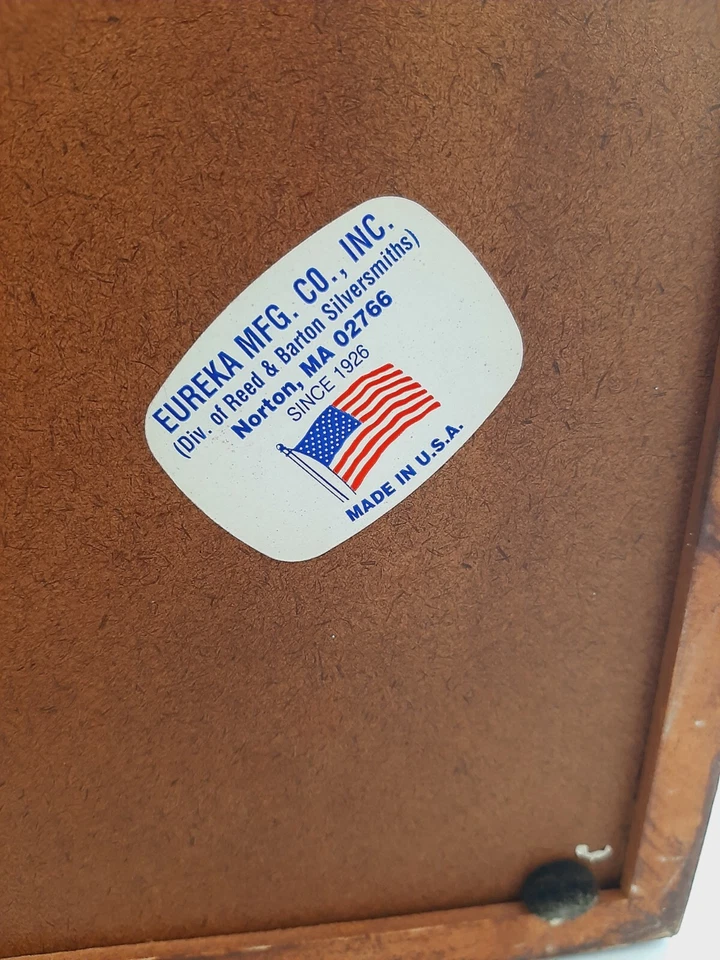 EUREKA MFG. CO., INC.
(Div. of Reed & Barton Silversmiths)
Norton, MA 02766
SINCE 1926
MADE IN U.S.A.